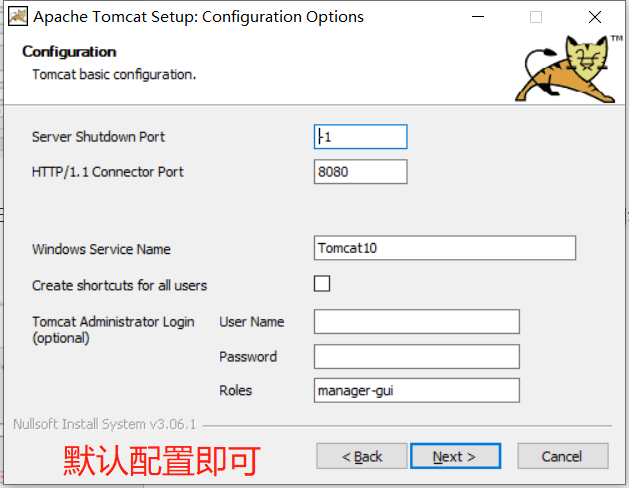 Apache Tomcat Setup: Configuration Options
Configuration
Tomcat basic configuration.
TM
Server Shutdown Port -1
HTTP/1.1 Connector Port 8080
Windows Service Name Tomcat10
Create shortcuts for all users
Tomcat Administrator Login User Name
(optional)
Password
Roles manager-gui
Nullsoft Install System v3.06.1
默认配置即可 < Back Next > Cancel